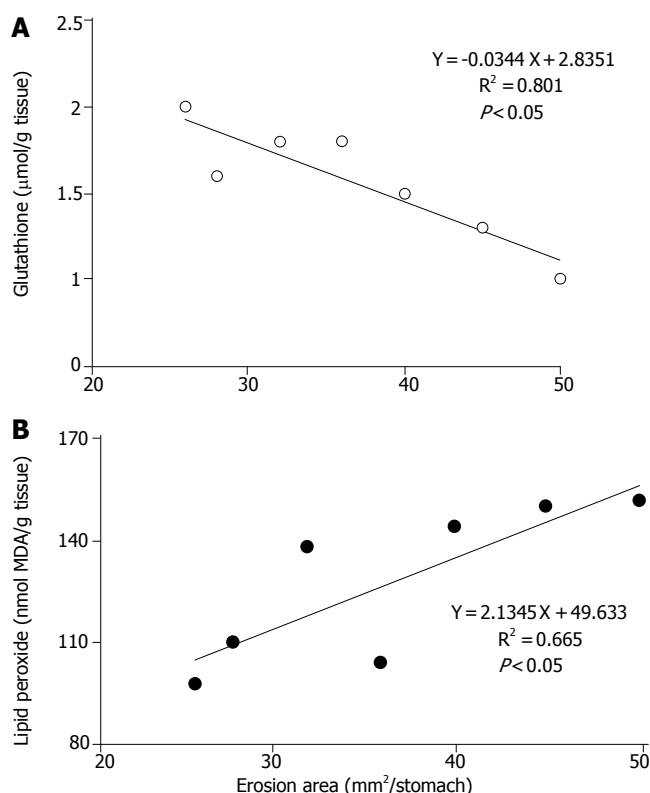 A
Glutathione (μmol/g tissue)
2.5
2
1.5
1
0
20 30 40 50
Y = -0.0344 X + 2.8351
R² = 0.801
P < 0.05
B
Lipid peroxide (nmol MDA/g tissue)
170
140
110
80
20 30 40 50
Y = 2.1345 X + 49.633
R² = 0.665
P < 0.05
Erosion area (mm²/stomach)